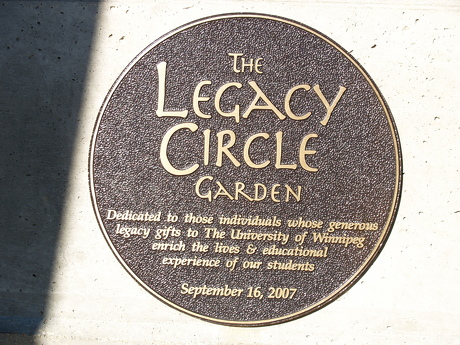 THE
LEGACY
CIRCLE
GARDEN
Dedicated to those individuals whose generous
legacy gifts to The University of Winnipeg
enrich the lives & educational
experience of our students
September 16, 2007